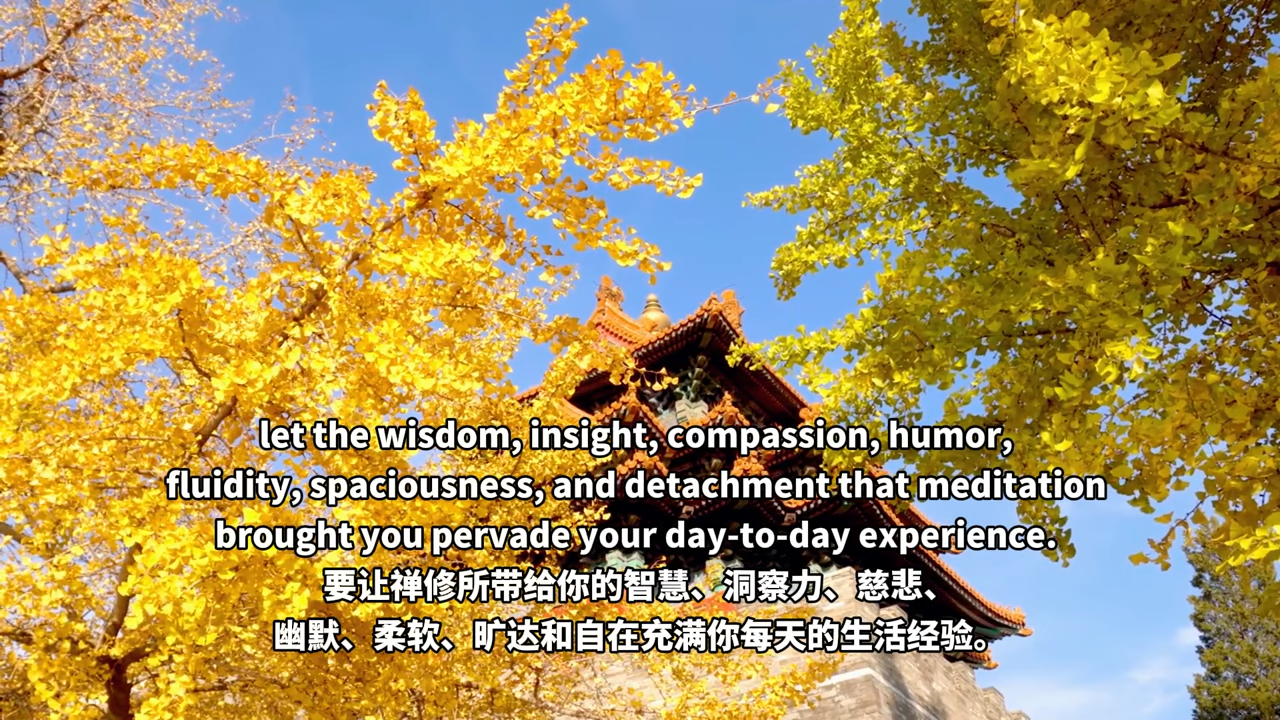 let the wisdom, insight, compassion, humor,
fluidity, spaciousness, and detachment that meditation
brought you pervade your day-to-day experience.
要让禅修所带给你的智慧、洞察力、慈悲、
幽默、柔软、旷达和自在充满你每天的生活经验。